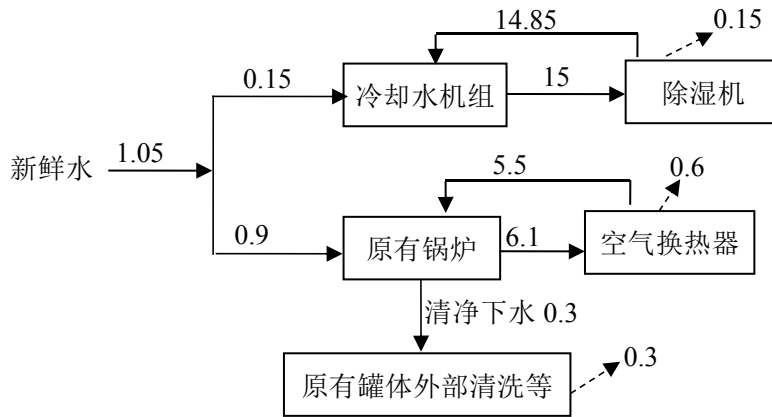 14.85
0.15
0.15
冷却水机组
15
除湿机
新鲜水
1.05
5.5
0.6
0.9
原有锅炉
6.1
空气换热器
清净下水 0.3
原有罐体外部清洗等
0.3